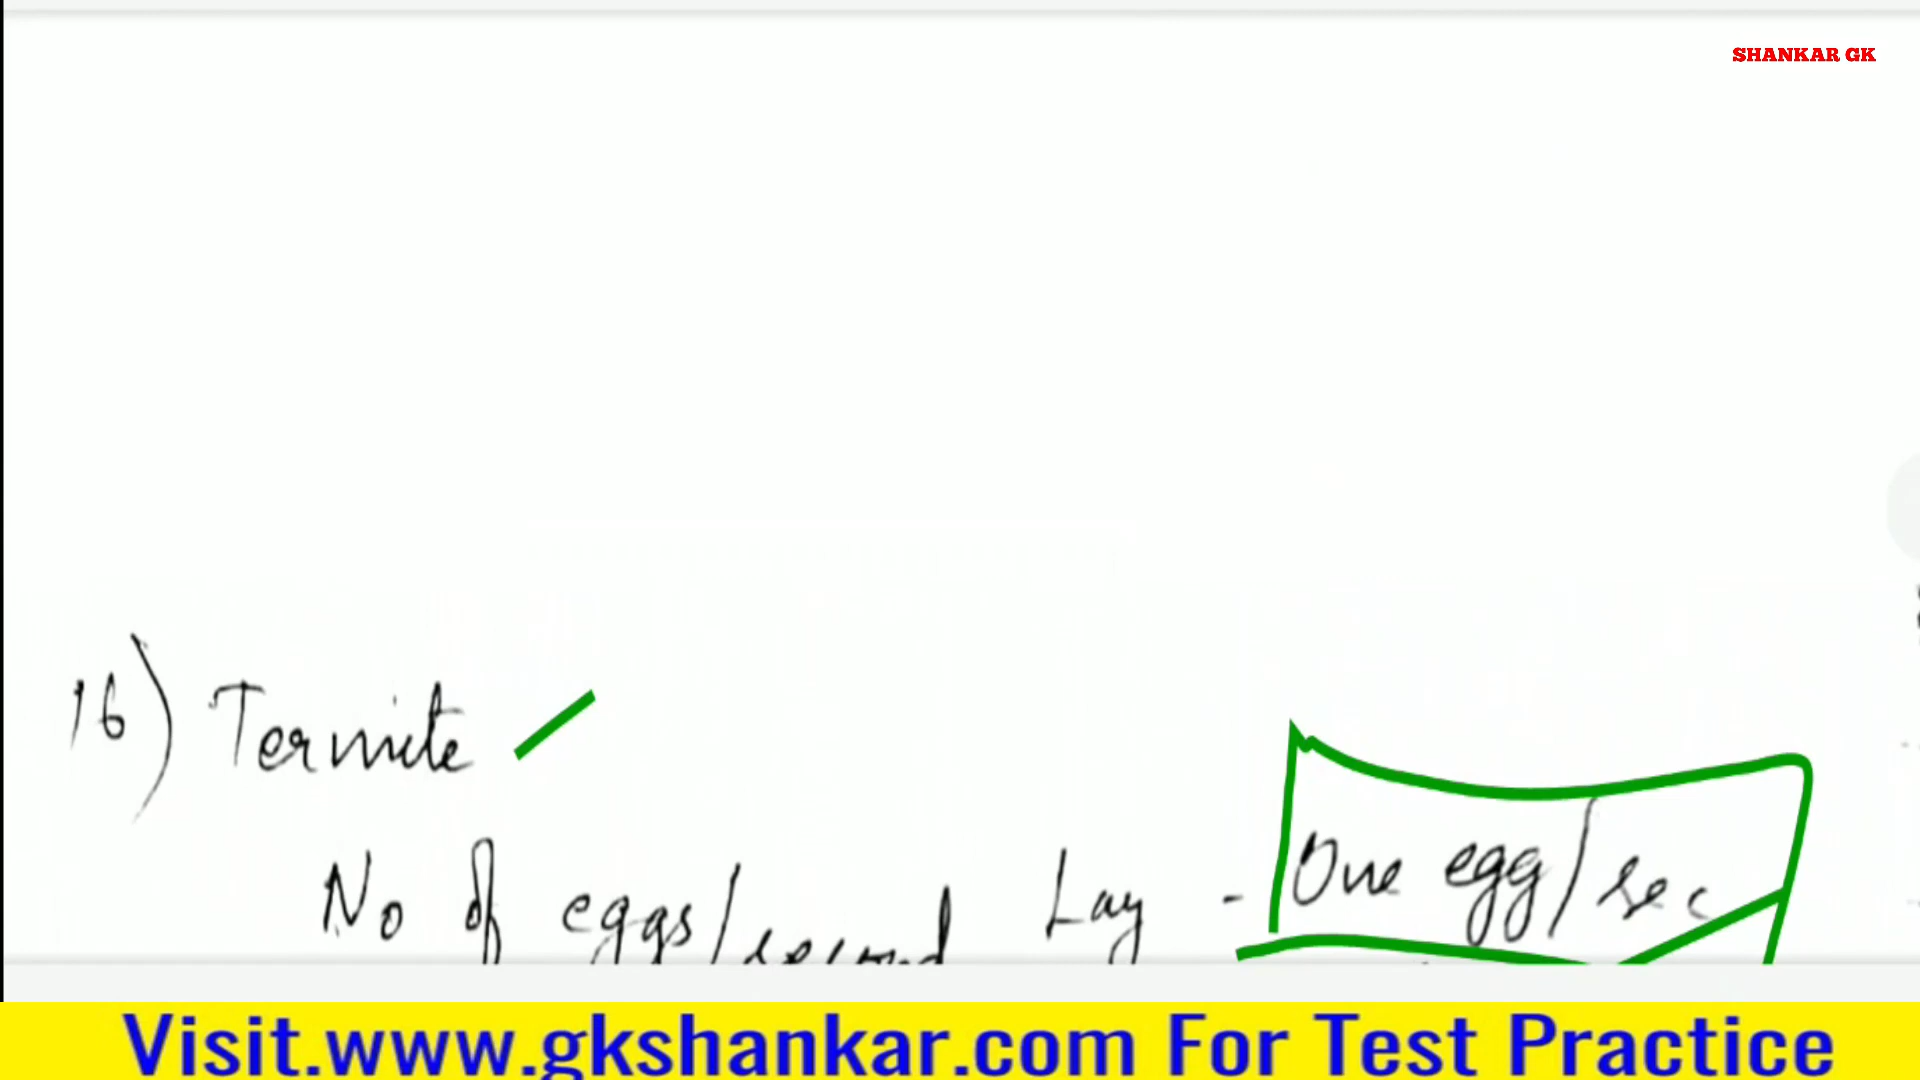 SHANKAR GK
16) Termite
No of eggs/second Lay - One egg/sec
Visit.www.gkshankar.com For Test Practice